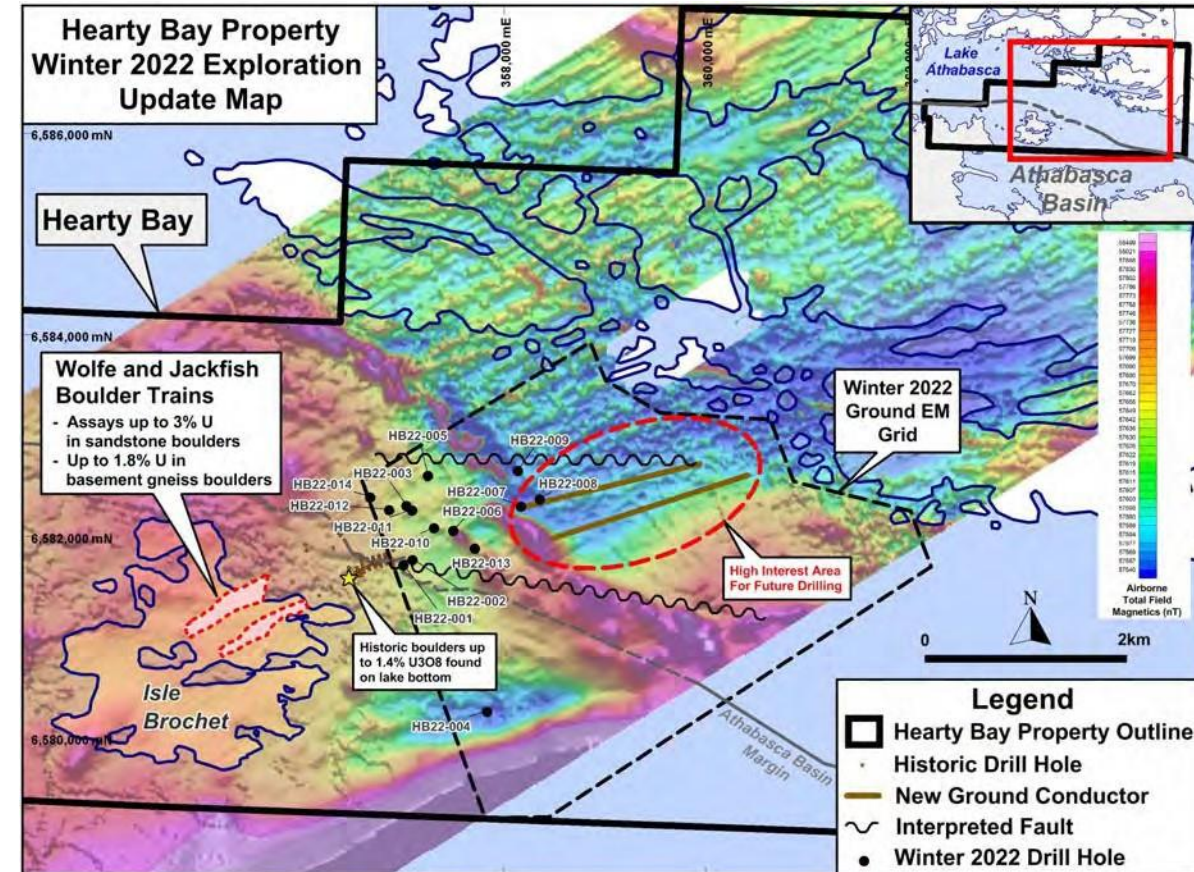 Hearty Bay Property
Winter 2022 Exploration
Update Map
358,000 mE
360,000 mE
Lake
Athabasca
Athabasca
Basin
6,586,000 mN
Hearty Bay
6,584,000 mN
Wolfe and Jackfish
Boulder Trains
- Assays up to 3% U
in sandstone boulders
- Up to 1.8% U in
basement gneiss boulders
Winter 2022
Ground EM
Grid
HB22-005
HB22-009
HB22-003
HB22-008
HB22-014
HB22-007
HB22-012
HB22-006
HB22-011
6,582,000 mN
HB22-010
HB22-013
HB22-002
HB22-001
High Interest Area
For Future Drilling
Historic boulders up
to 1.4% U3O8 found
on lake bottom
Isle
Brochet
HB22-004
6,580,000 mN
Athabasca Basin
Margin
Airborne
Total Field
Magnetics (nT)
N
0 2km
Legend
Hearty Bay Property Outline
Historic Drill Hole
New Ground Conductor
Interpreted Fault
Winter 2022 Drill Hole